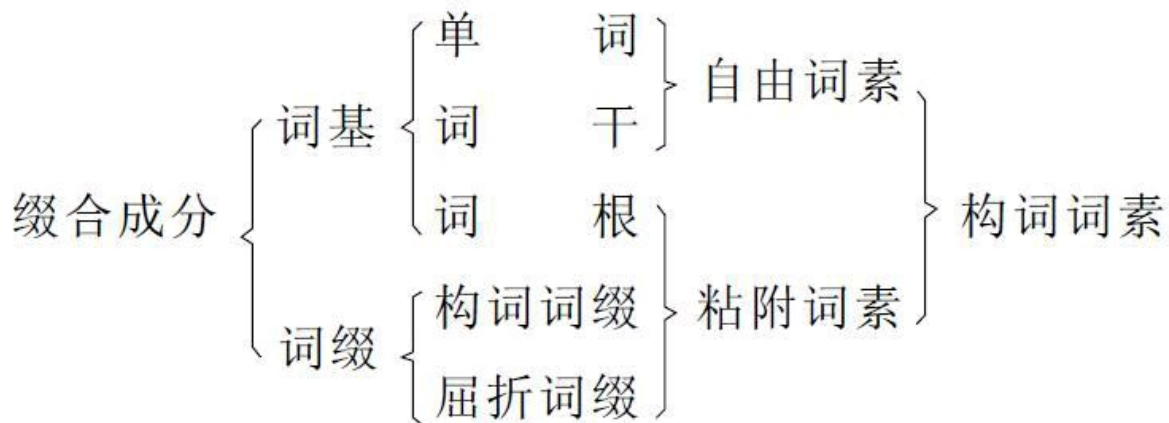 单 词
自由词素
词基
词 干
缀合成分
词 根
构词词素
构词词缀
粘附词素
词缀
屈折词缀